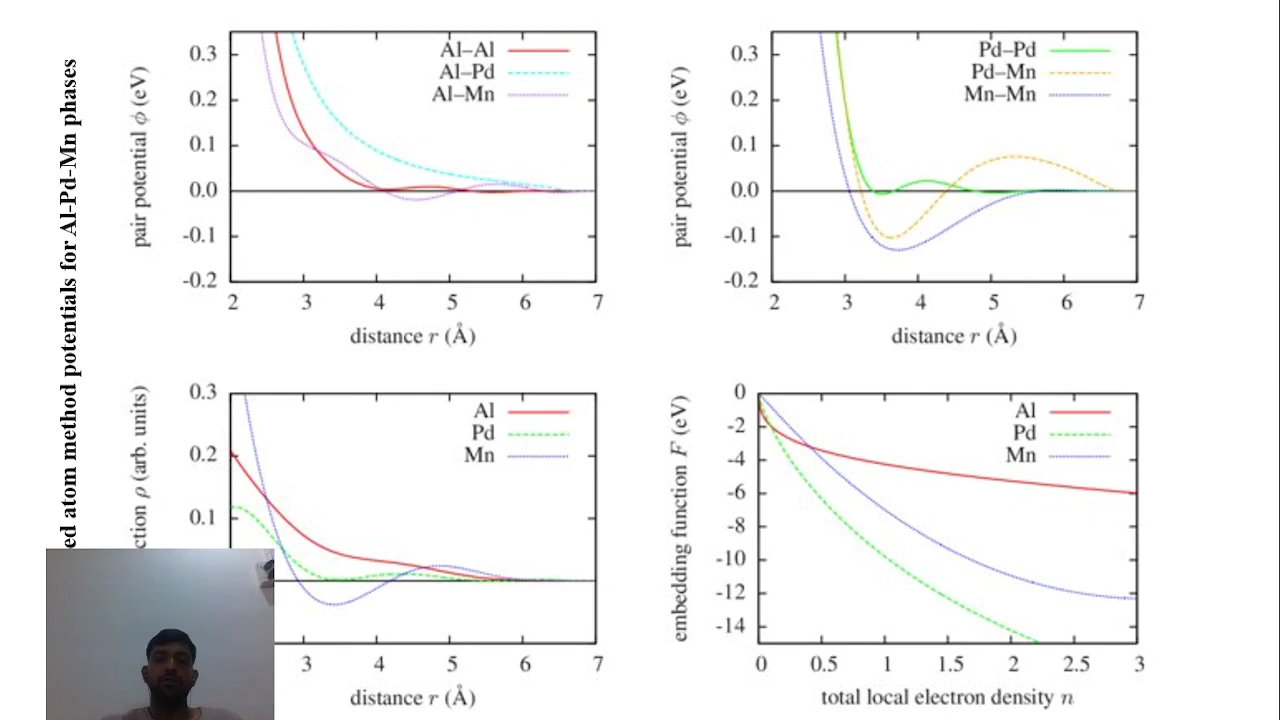 ed atom method potentials for Al-Pd-Mn phases
pair potential ϕ (eV)
0.3
0.2
0.1
0.0
-0.1
-0.2
Al–Al
Al–Pd
Al–Mn
2 3 4 5 6 7
distance r (Å)
pair potential ϕ (eV)
0.3
0.2
0.1
0.0
-0.1
-0.2
Pd–Pd
Pd–Mn
Mn–Mn
2 3 4 5 6 7
distance r (Å)
ction ρ (arb. units)
0.3
0.2
0.1
Al
Pd
Mn
3 4 5 6 7
distance r (Å)
embedding function F (eV)
0
-2
-4
-6
-8
-10
-12
-14
Al
Pd
Mn
0 0.5 1 1.5 2 2.5 3
total local electron density n